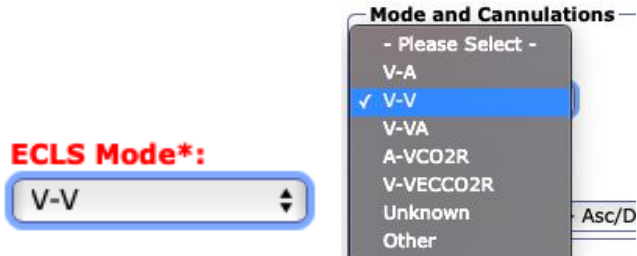 Mode and Cannulations
- Please Select -
V-A
✓ V-V
V-VA
A-VCO2R
V-VECCO2R
Unknown
Other
Asc/D
ECLS Mode*:
V-V